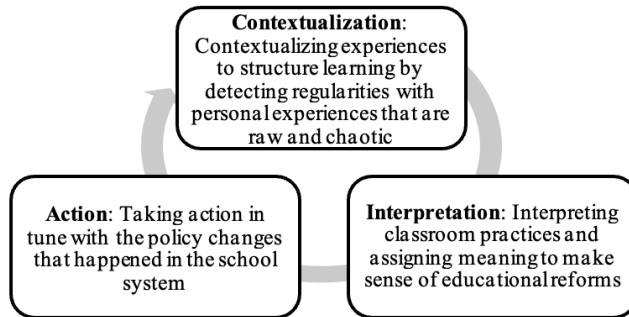 Contextualization:
Contextualizing experiences
to structure learning by
detecting regularities with
personal experiences that are
raw and chaotic
Action: Taking action in
tune with the policy changes
that happened in the school
system
Interpretation: Interpreting
classroom practices and
assigning meaning to make
sense of educational reforms